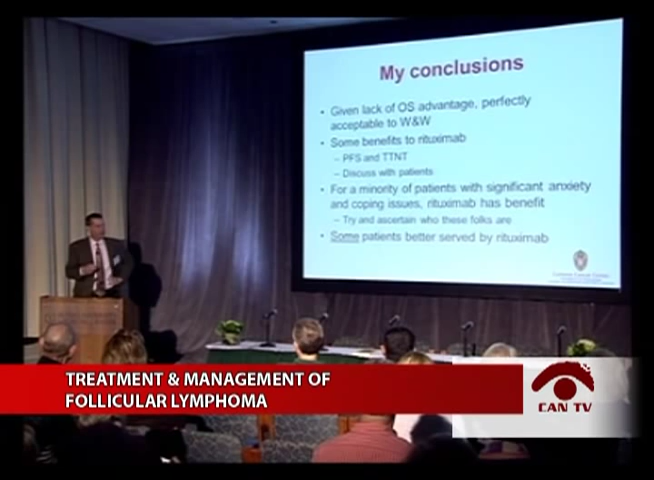 My conclusions
• Given lack of OS advantage, perfectly
acceptable to W&W
• Some benefits to rituximab
– PFS and TTNT
– Discuss with patients
• For a minority of patients with significant anxiety
and coping issues, rituximab has benefit
– Try and ascertain who these folks are
• Some patients better served by rituximab
TREATMENT & MANAGEMENT OF
FOLLICULAR LYMPHOMA
CAN TV